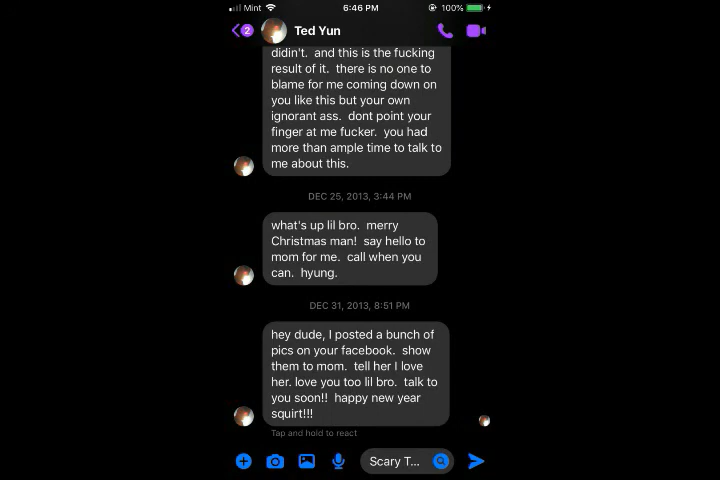 Mint 6:46 PM 100%
2 Ted Yun
didin't. and this is the fucking
result of it. there is no one to
blame for me coming down on
you like this but your own
ignorant ass. dont point your
finger at me fucker. you had
more than ample time to talk to
me about this.
DEC 25, 2013, 3:44 PM
what's up lil bro. merry
Christmas man! say hello to
mom for me. call when you
can. hyung.
DEC 31, 2013, 8:51 PM
hey dude, I posted a bunch of
pics on your facebook. show
them to mom. tell her I love
her. love you too lil bro. talk to
you soon!! happy new year
squirt!!!
Tap and hold to react
Scary T...